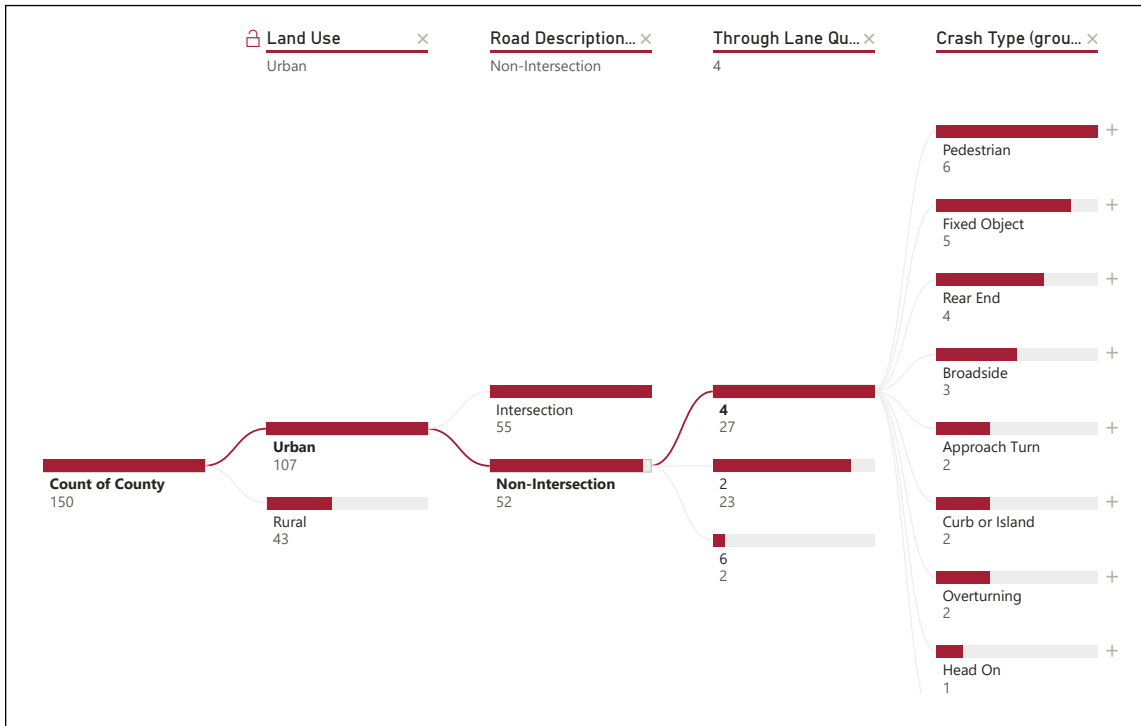 Land Use
Urban
Road Description...
Non-Intersection
Through Lane Qu...
4
Crash Type (grou...
Count of County
150
Urban
107
Rural
43
Intersection
55
Non-Intersection
52
4
27
2
23
6
2
Pedestrian
6
Fixed Object
5
Rear End
4
Broadside
3
Approach Turn
2
Curb or Island
2
Overturning
2
Head On
1